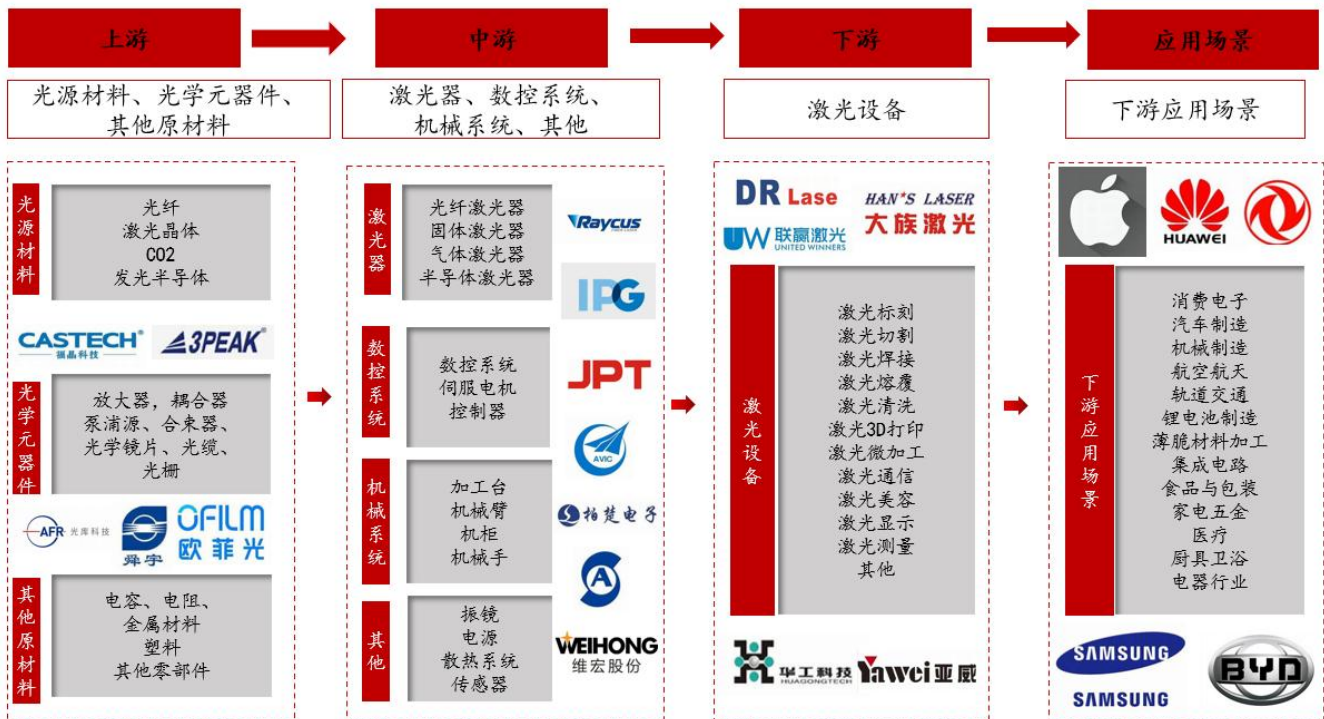 上游
中游
下游
应用场景
光源材料、光学元器件、
其他原材料
激光器、数控系统、
机械系统、其他
激光设备
下游应用场景
光源材料
光纤
激光晶体
CO2
发光半导体
CASTECH®
福晶科技
3PEAK
光学元器件
放大器，耦合器
泵浦源、合束器、
光学镜片、光缆、
光栅
AFR 光库科技
舜宇
OFILM
欧菲光
其他原材料
电容、电阻、
金属材料
塑料
其他零部件
激光器
光纤激光器
固体激光器
气体激光器
半导体激光器
Raycus
IPG
数控系统
数控系统
伺服电机
控制器
JPT
AVIC
机械系统
加工台
机械臂
机柜
机械手
柏楚电子
SA
其他
振镜
电源
散热系统
传感器
WEIHONG
维宏股份
DR Lase
HAN*S LASER
大族激光
UW 联赢激光
UNITED WINNERS
激光设备
激光标刻
激光切割
激光焊接
激光熔覆
激光清洗
激光3D打印
激光微加工
激光通信
激光美容
激光显示
激光测量
其他
华工科技
HUAGONGTECH
Yawei亚威
HUAWEI
下游应用场景
消费电子
汽车制造
机械制造
航空航天
轨道交通
锂电池制造
薄脆材料加工
集成电路
食品与包装
家电五金
医疗
厨具卫浴
电器行业
SAMSUNG
SAMSUNG
BYD